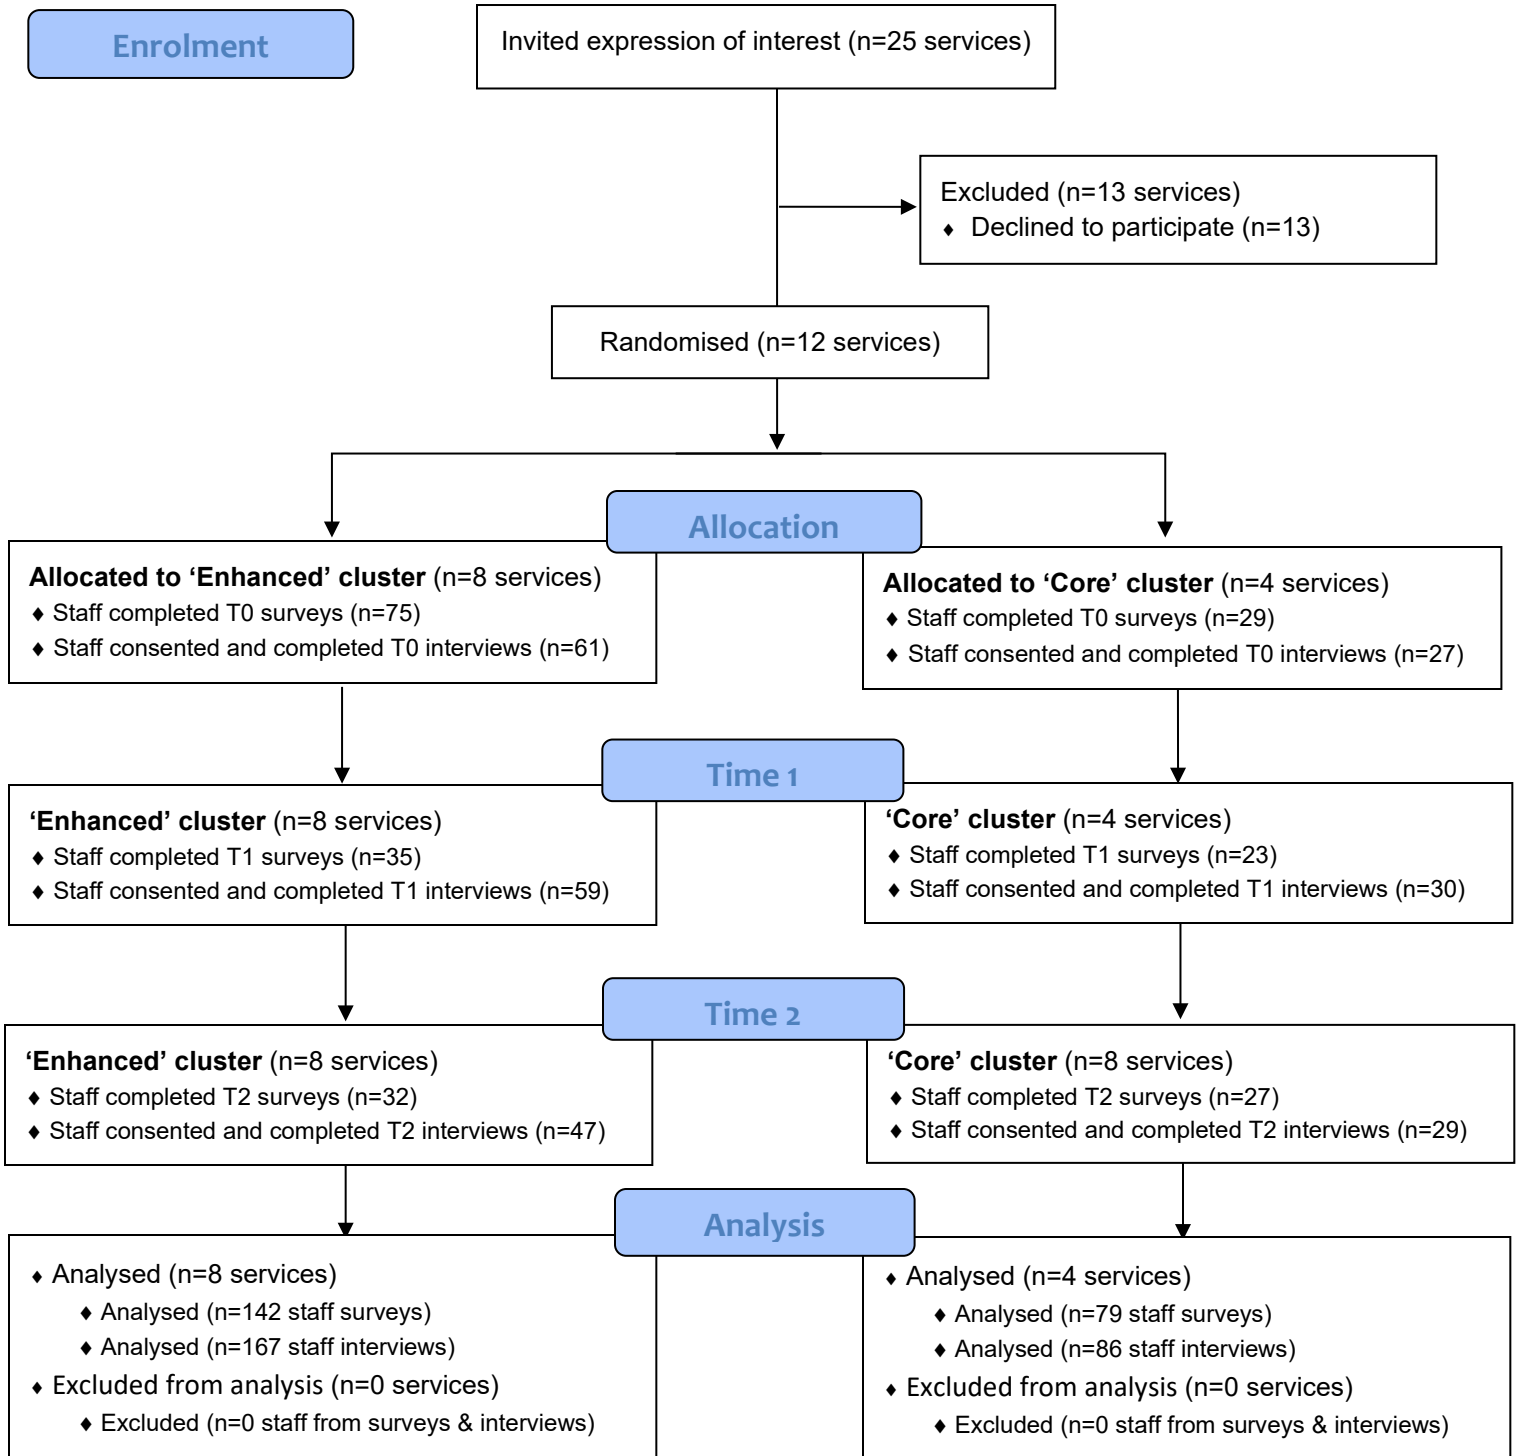 Enrolment
Invited expression of interest (n=25 services)
Excluded (n=13 services)
♦ Declined to participate (n=13)
Randomised (n=12 services)
Allocation
Allocated to ‘Enhanced’ cluster (n=8 services)
♦ Staff completed T0 surveys (n=75)
♦ Staff consented and completed T0 interviews (n=61)
Allocated to ‘Core’ cluster (n=4 services)
♦ Staff completed T0 surveys (n=29)
♦ Staff consented and completed T0 interviews (n=27)
Time 1
‘Enhanced’ cluster (n=8 services)
♦ Staff completed T1 surveys (n=35)
♦ Staff consented and completed T1 interviews (n=59)
‘Core’ cluster (n=4 services)
♦ Staff completed T1 surveys (n=23)
♦ Staff consented and completed T1 interviews (n=30)
Time 2
‘Enhanced’ cluster (n=8 services)
♦ Staff completed T2 surveys (n=32)
♦ Staff consented and completed T2 interviews (n=47)
‘Core’ cluster (n=8 services)
♦ Staff completed T2 surveys (n=27)
♦ Staff consented and completed T2 interviews (n=29)
Analysis
♦ Analysed (n=8 services)
♦ Analysed (n=142 staff surveys)
♦ Analysed (n=167 staff interviews)
♦ Excluded from analysis (n=0 services)
♦ Excluded (n=0 staff from surveys & interviews)
♦ Analysed (n=4 services)
♦ Analysed (n=79 staff surveys)
♦ Analysed (n=86 staff interviews)
♦ Excluded from analysis (n=0 services)
♦ Excluded (n=0 staff from surveys & interviews)